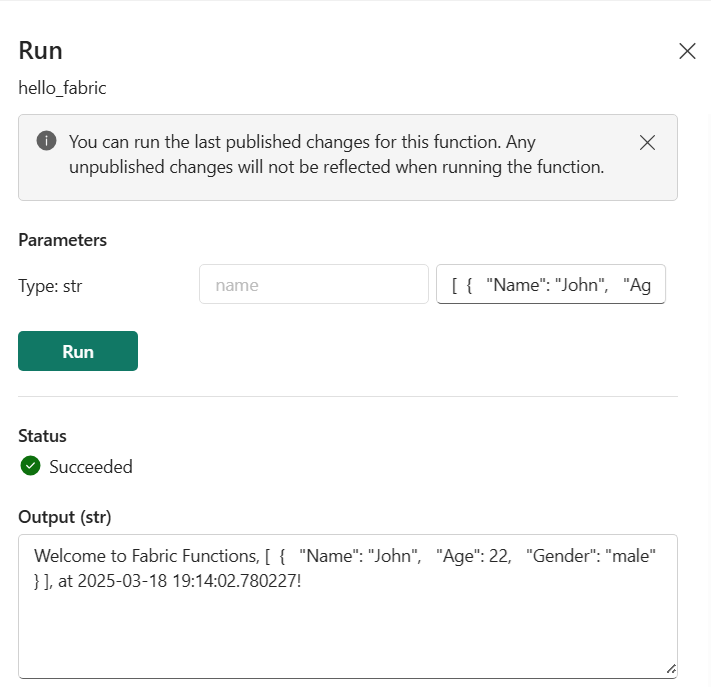 Run
hello_fabric
You can run the last published changes for this function. Any
unpublished changes will not be reflected when running the function.
Parameters
Type: str
name
[ { "Name": "John", "Ag
Run
Status
Succeeded
Output (str)
Welcome to Fabric Functions, [ { "Name": "John", "Age": 22, "Gender": "male"
} ], at 2025-03-18 19:14:02.780227!